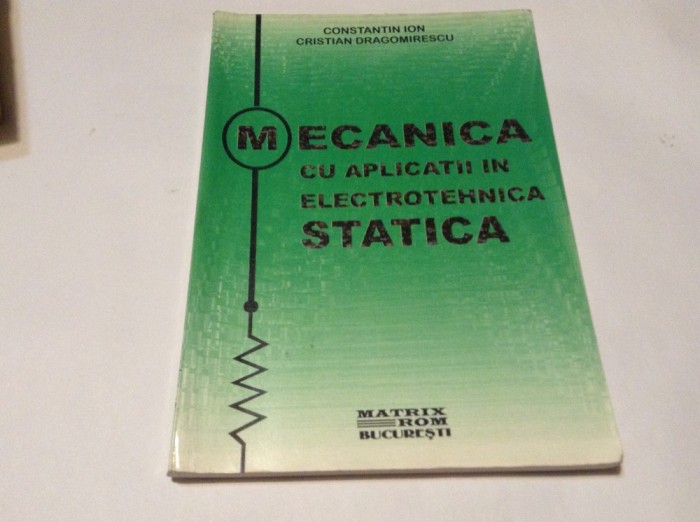 CONSTANTIN ION
CRISTIAN DRAGOMIRESCU
MECANICA
CU APLICATII IN
ELECTROTEHNICA
STATICA
MATRIX
ROM
BUCUREȘTI